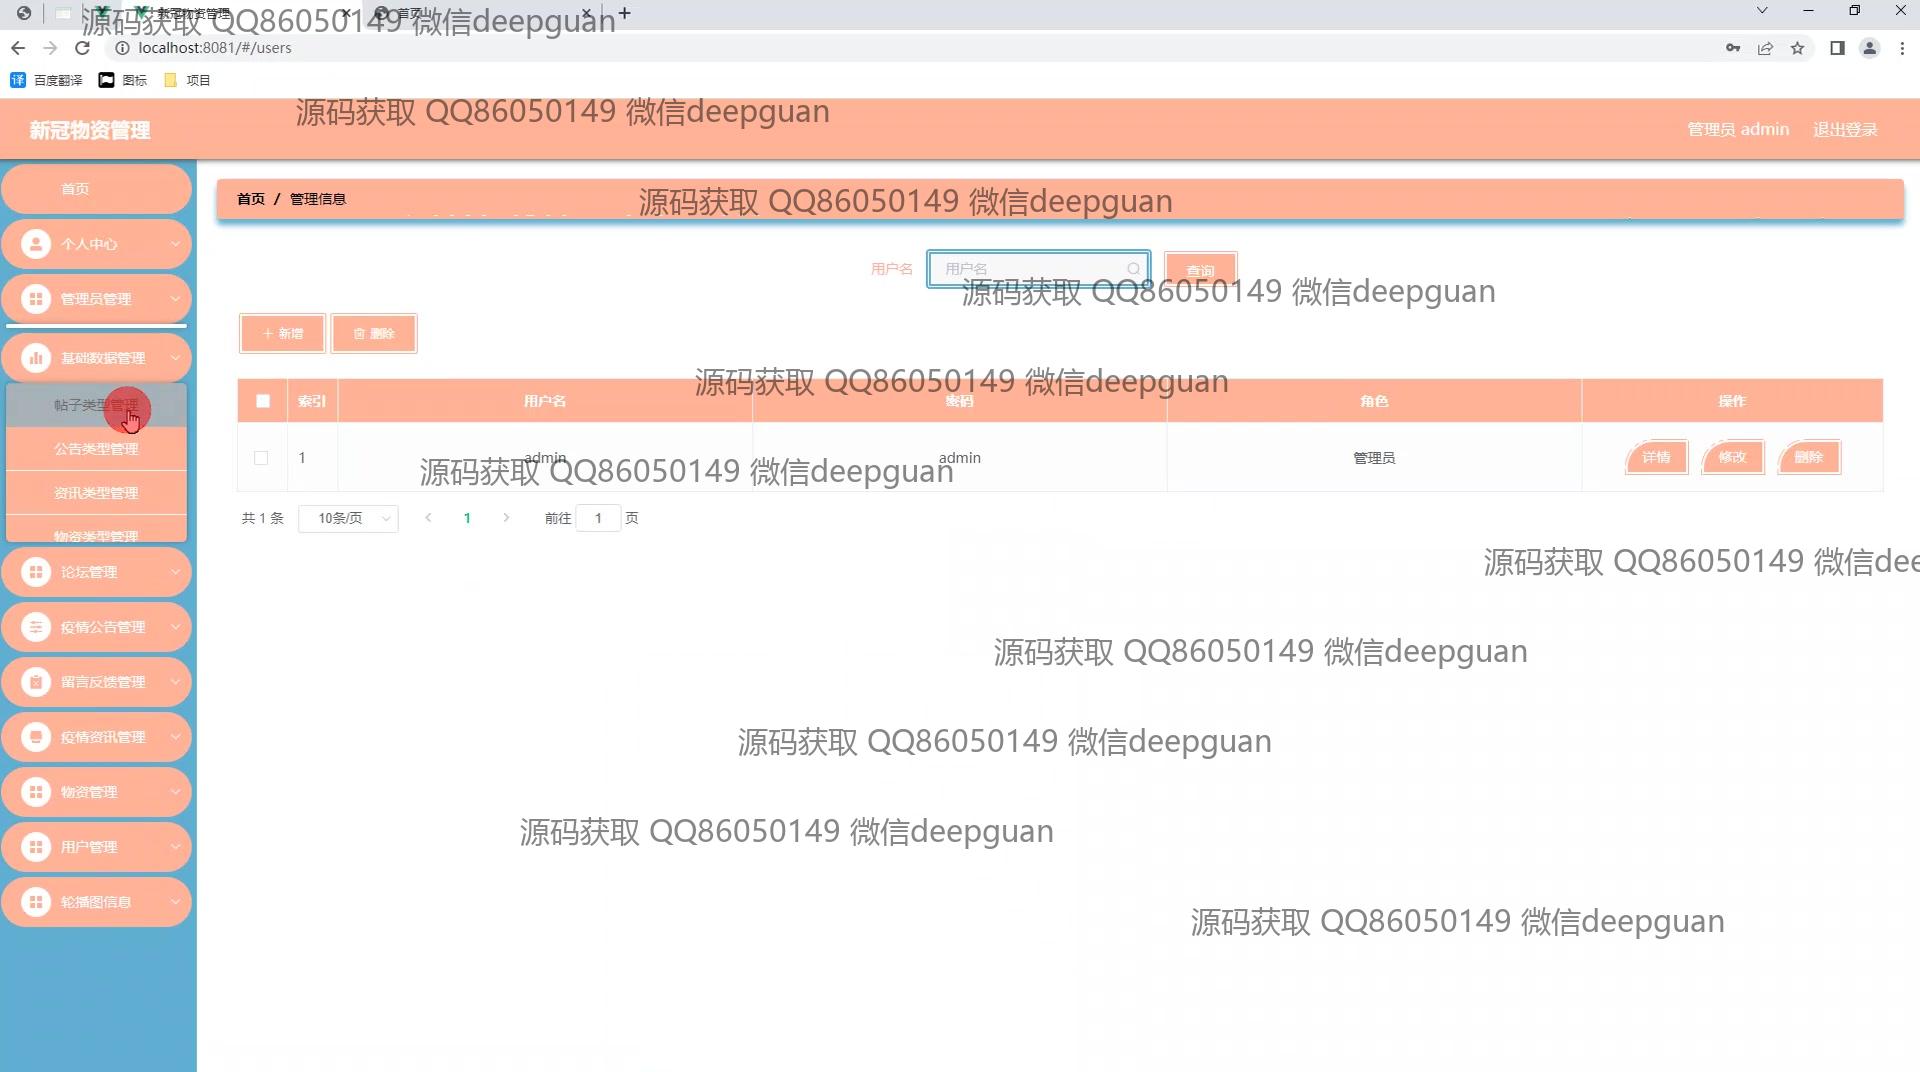 新冠物资管理
首页
源码获取 QQ86050149 微信deepguan
localhost:8081/#/users
译 百度翻译 图标 项目
源码获取 QQ86050149 微信deepguan
新冠物资管理
管理员 admin 退出登录
首页
个人中心
管理员管理
基础数据管理
帖子类型管理
公告类型管理
资讯类型管理
物资类型管理
论坛管理
疫情公告管理
留言反馈管理
疫情资讯管理
物资管理
用户管理
轮播图信息
首页 / 管理信息
源码获取 QQ86050149 微信deepguan
用户名 用户名 查询
源码获取 QQ86050149 微信deepguan
新增 删除
源码获取 QQ86050149 微信deepguan
索引 用户名 密码 角色 操作
1 admin admin 管理员 详情 修改 删除
源码获取 QQ86050149 微信deepguan
共 1 条 10条/页 1 前往 1 页
源码获取 QQ86050149 微信dee
源码获取 QQ86050149 微信deepguan
源码获取 QQ86050149 微信deepguan
源码获取 QQ86050149 微信deepguan
源码获取 QQ86050149 微信deepguan